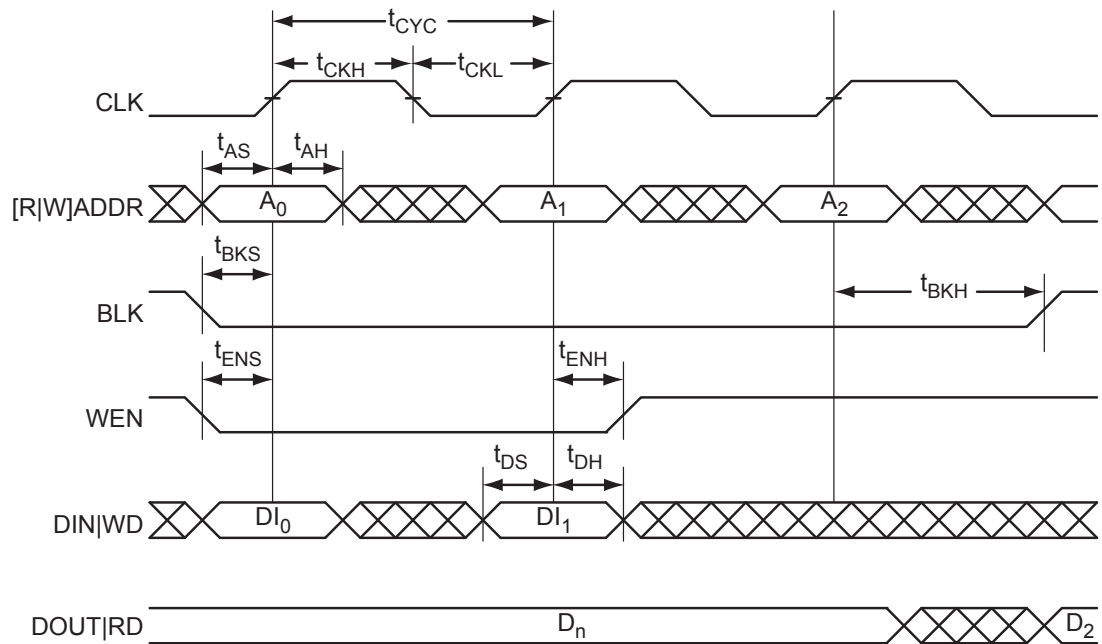 tCYC
tCKH tCKL
CLK
tAS tAH
[R|W]ADDR A0 A1 A2
tBKS tBKH
BLK
tENS tENH
WEN
tDS tDH
DIN|WD DI0 DI1
DOUT|RD Dn D2